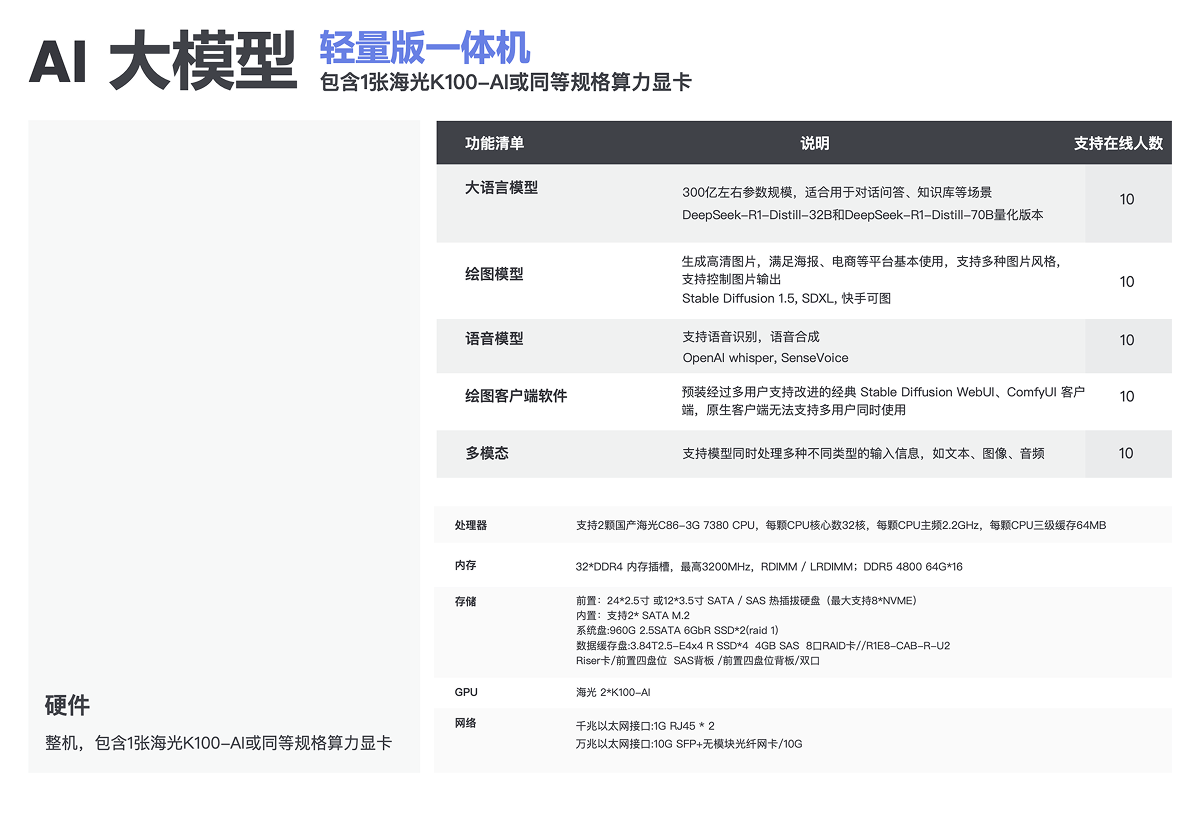 AI 大模型
轻量版一体机
包含1张海光K100-AI或同等规格算力显卡
功能清单 说明 支持在线人数
大语言模型
300亿左右参数规模，适合用于对话问答、知识库等场景
DeepSeek-R1-Distill-32B和DeepSeek-R1-Distill-70B量化版本
10
绘图模型
生成高清图片，满足海报、电商等平台基本使用，支持多种图片风格，
支持控制图片输出
Stable Diffusion 1.5, SDXL, 快手可图
10
语音模型
支持语音识别，语音合成
OpenAI whisper, SenseVoice
10
绘图客户端软件
预装经过多用户支持改进的经典 Stable Diffusion WebUI、ComfyUI 客户
端，原生客户端无法支持多用户同时使用
10
多模态
支持模型同时处理多种不同类型的输入信息，如文本、图像、音频
10
处理器
支持2颗国产海光C86-3G 7380 CPU，每颗CPU核心数32核，每颗CPU主频2.2GHz，每颗CPU三级缓存64MB
内存
32*DDR4 内存插槽，最高3200MHz，RDIMM / LRDIMM；DDR5 4800 64G*16
存储
前置：24*2.5寸 或12*3.5寸 SATA / SAS 热插拔硬盘（最大支持8*NVME）
内置：支持2* SATA M.2
系统盘:960G 2.5SATA 6GbR SSD*2(raid 1)
数据缓存盘:3.84T2.5-E4x4 R SSD*4 4GB SAS 8口RAID卡//R1E8-CAB-R-U2
Riser卡/前置四盘位 SAS背板 /前置四盘位背板/双口
GPU
海光 2*K100-AI
网络
千兆以太网接口:1G RJ45 * 2
万兆以太网接口:10G SFP+无模块光纤网卡/10G
硬件
整机，包含1张海光K100-AI或同等规格算力显卡